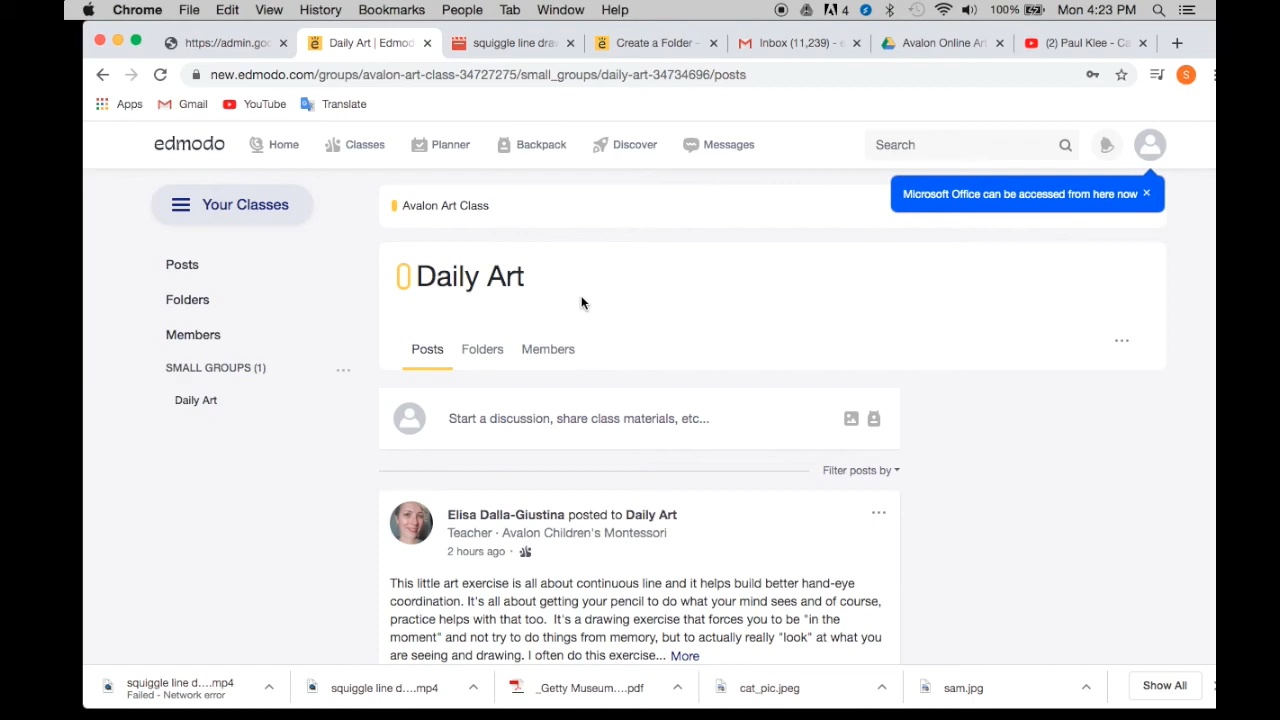 Chrome File Edit View History Bookmarks People Tab Window Help 4 100% Mon 4:23 PM
https://admin.goo Daily Art | Edmod squiggle line draw Create a Folder – Inbox (11,239) - e Avalon Online Art (2) Paul Klee - Ca
new.edmodo.com/groups/avalon-art-class-34727275/small_groups/daily-art-34734696/posts S
Apps Gmail YouTube Translate
edmodo Home Classes Planner Backpack Discover Messages Search
Microsoft Office can be accessed from here now ×
Your Classes
Avalon Art Class
Posts
Folders
Members
SMALL GROUPS (1)
Daily Art
Daily Art
Posts Folders Members
Start a discussion, share class materials, etc...
Filter posts by
Elisa Dalla-Giustina posted to Daily Art
Teacher · Avalon Children's Montessori
2 hours ago ·
This little art exercise is all about continuous line and it helps build better hand-eye
coordination. It's all about getting your pencil to do what your mind sees and of course,
practice helps with that too. It's a drawing exercise that forces you to be "in the
moment" and not try to do things from memory, but to actually really "look" at what you
are seeing and drawing. I often do this exercise... More
squiggle line d....mp4
Failed - Network error
squiggle line d....mp4
_Getty Museum....pdf
cat_pic.jpeg
sam.jpg
Show All